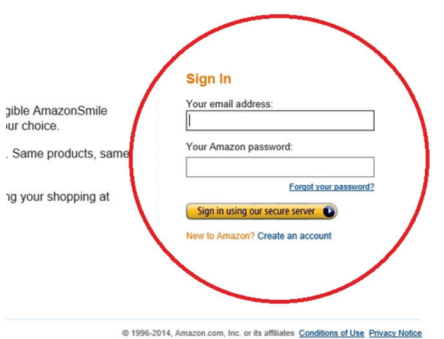 Sign In
gible AmazonSmile
our choice.
. Same products, same
ng your shopping at
Your email address:
Your Amazon password:
Forgot your password?
Sign in using our secure server
New to Amazon? Create an account
© 1996-2014, Amazon.com, Inc. or its affiliates Conditions of Use Privacy Notice